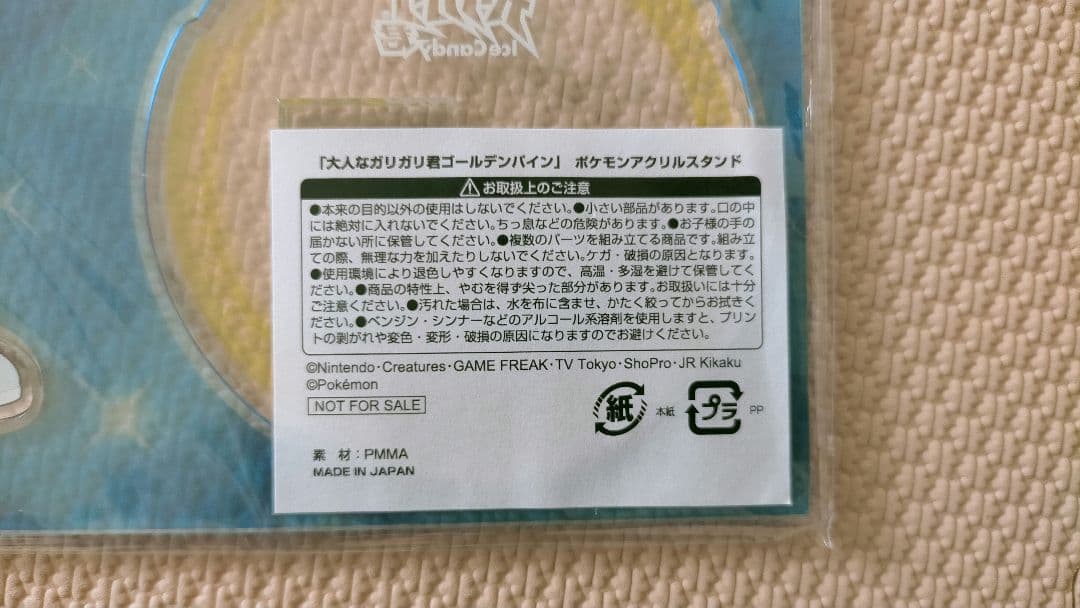 Ice Candy
「大人なガリガリ君ゴールデンパイン」 ポケモンアクリルスタンド
お取扱上のご注意
●本来の目的以外の使用はしないでください。●小さい部品があります。口の中
には絶対に入れないでください。ちっ息などの危険があります。●お子様の手の
届かない所に保管してください。●複数のパーツを組み立てる商品です。組み立
ての際、無理な力を加えたりしないでください。ケガ・破損の原因となります。
●使用環境により退色しやすくなりますので、高温・多湿を避けて保管してく
ださい。●商品の特性上、やむを得ず尖った部分があります。お取扱いには十分
ご注意ください。●汚れた場合は、水を布に含ませ、かたく絞ってからお拭きく
ださい。●ベンジン・シンナーなどのアルコール系溶剤を使用しますと、プリン
トの剥がれや変色・変形・破損の原因になりますのでお避けください。
©Nintendo・Creatures・GAME FREAK・TV Tokyo・ShoPro・JR Kikaku
©Pokémon
NOT FOR SALE
紙 本紙 プラ PP
素 材：PMMA
MADE IN JAPAN